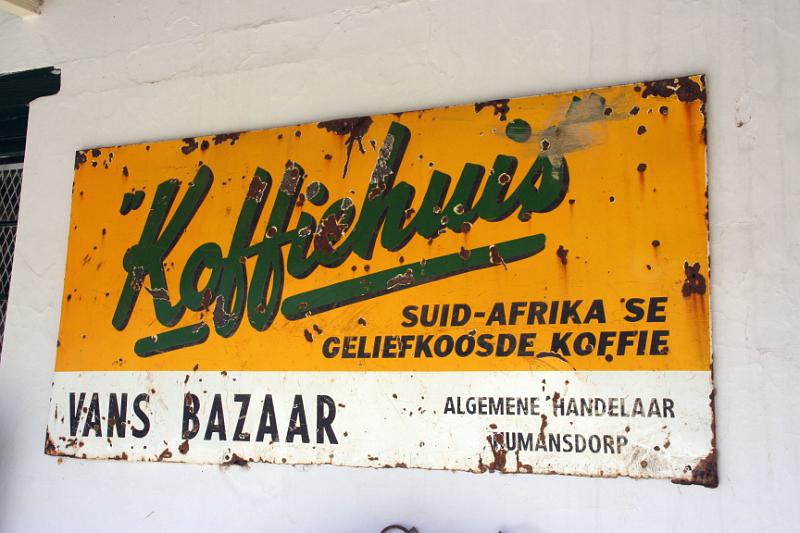 "Koffiehuis
SUID-AFRIKA SE
GELIEFKOOSDE KOFFIE
VANS BAZAAR
ALGEMENE HANDELAAR
HUMANSDORP